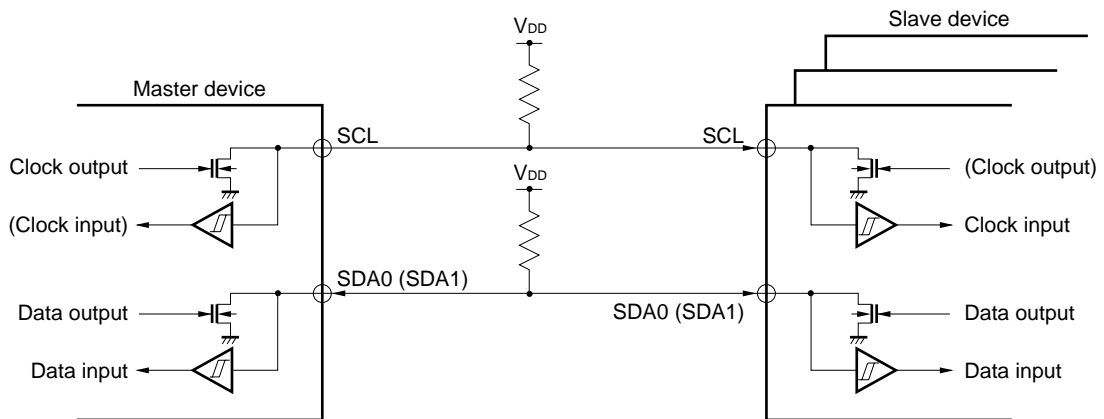 Slave device
VDD
Master device
SCL
SCL
Clock output
(Clock output)
VDD
(Clock input)
Clock input
SDA0 (SDA1)
SDA0 (SDA1)
Data output
Data output
Data input
Data input